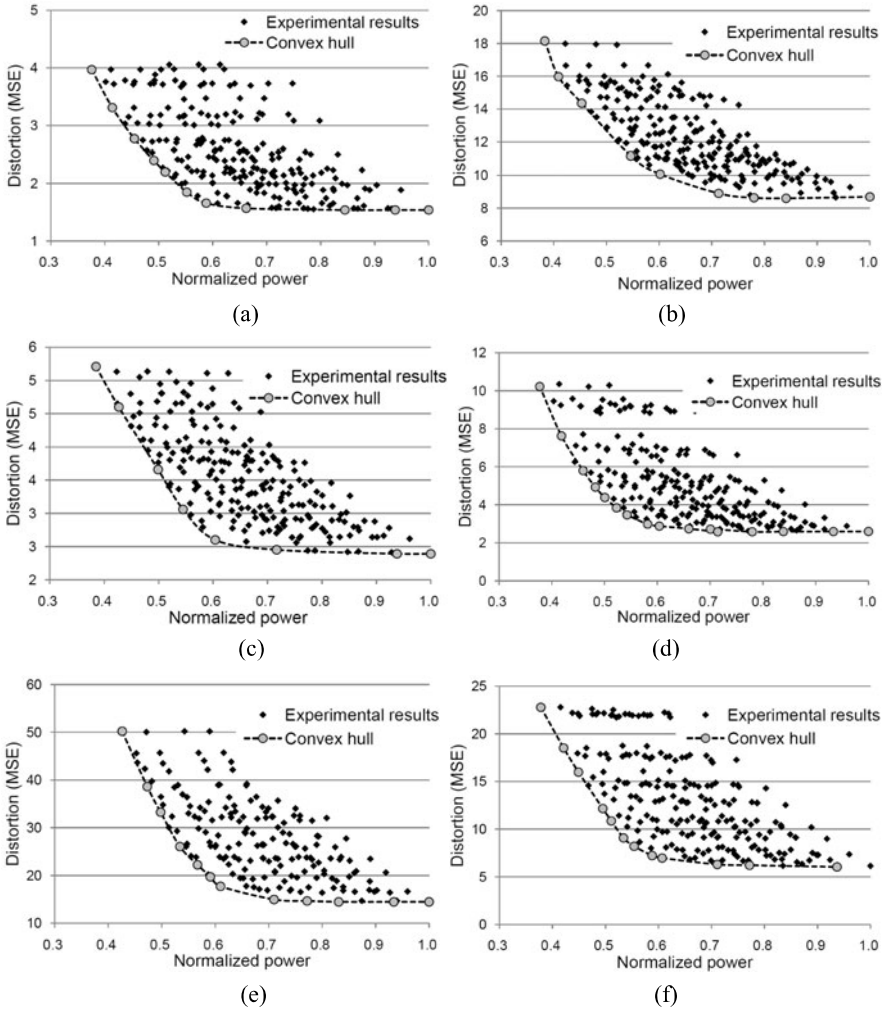 5
4
3
2
1
0.3 0.4 0.5 0.6 0.7 0.8 0.9 1.0
Distortion (MSE)
Normalized power
Experimental results
Convex hull
(a)
20
18
16
14
12
10
8
6
0.3 0.4 0.5 0.6 0.7 0.8 0.9 1.0
Distortion (MSE)
Normalized power
Experimental results
Convex hull
(b)
6
5
5
4
4
3
3
2
0.3 0.4 0.5 0.6 0.7 0.8 0.9 1.0
Distortion (MSE)
Normalized power
Experimental results
Convex hull
(c)
12
10
8
6
4
2
0
0.3 0.4 0.5 0.6 0.7 0.8 0.9 1.0
Distortion (MSE)
Normalized power
Experimental results
Convex hull
(d)
60
50
40
30
20
10
0.3 0.4 0.5 0.6 0.7 0.8 0.9 1.0
Distortion (MSE)
Normalized power
Experimental results
Convex hull
(e)
25
20
15
10
5
0
0.3 0.4 0.5 0.6 0.7 0.8 0.9 1.0
Distortion (MSE)
Normalized power
Experimental results
Convex hull
(f)